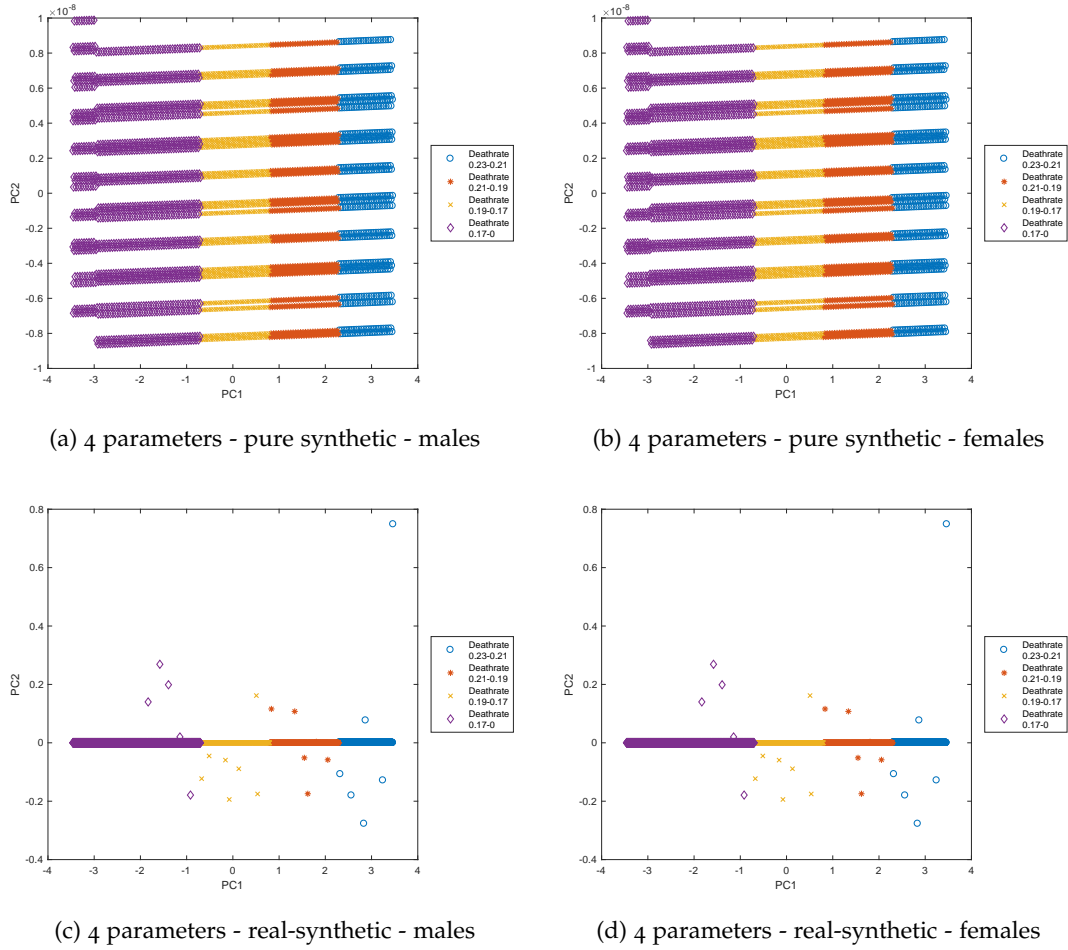 ×10⁻⁸
1
0.8
0.6
0.4
0.2
0
-0.2
-0.4
-0.6
-0.8
-1
PC2
-4 -3 -2 -1 0 1 2 3 4
PC1
Deathrate
0.23-0.21
Deathrate
0.21-0.19
Deathrate
0.19-0.17
Deathrate
0.17-0
(a) 4 parameters - pure synthetic - males
×10⁻⁸
1
0.8
0.6
0.4
0.2
0
-0.2
-0.4
-0.6
-0.8
-1
PC2
-4 -3 -2 -1 0 1 2 3 4
PC1
Deathrate
0.23-0.21
Deathrate
0.21-0.19
Deathrate
0.19-0.17
Deathrate
0.17-0
(b) 4 parameters - pure synthetic - females
0.8
0.6
0.4
0.2
0
-0.2
-0.4
PC2
-4 -3 -2 -1 0 1 2 3 4
PC1
Deathrate
0.23-0.21
Deathrate
0.21-0.19
Deathrate
0.19-0.17
Deathrate
0.17-0
(c) 4 parameters - real-synthetic - males
0.8
0.6
0.4
0.2
0
-0.2
-0.4
PC2
-4 -3 -2 -1 0 1 2 3 4
PC1
Deathrate
0.23-0.21
Deathrate
0.21-0.19
Deathrate
0.19-0.17
Deathrate
0.17-0
(d) 4 parameters - real-synthetic - females